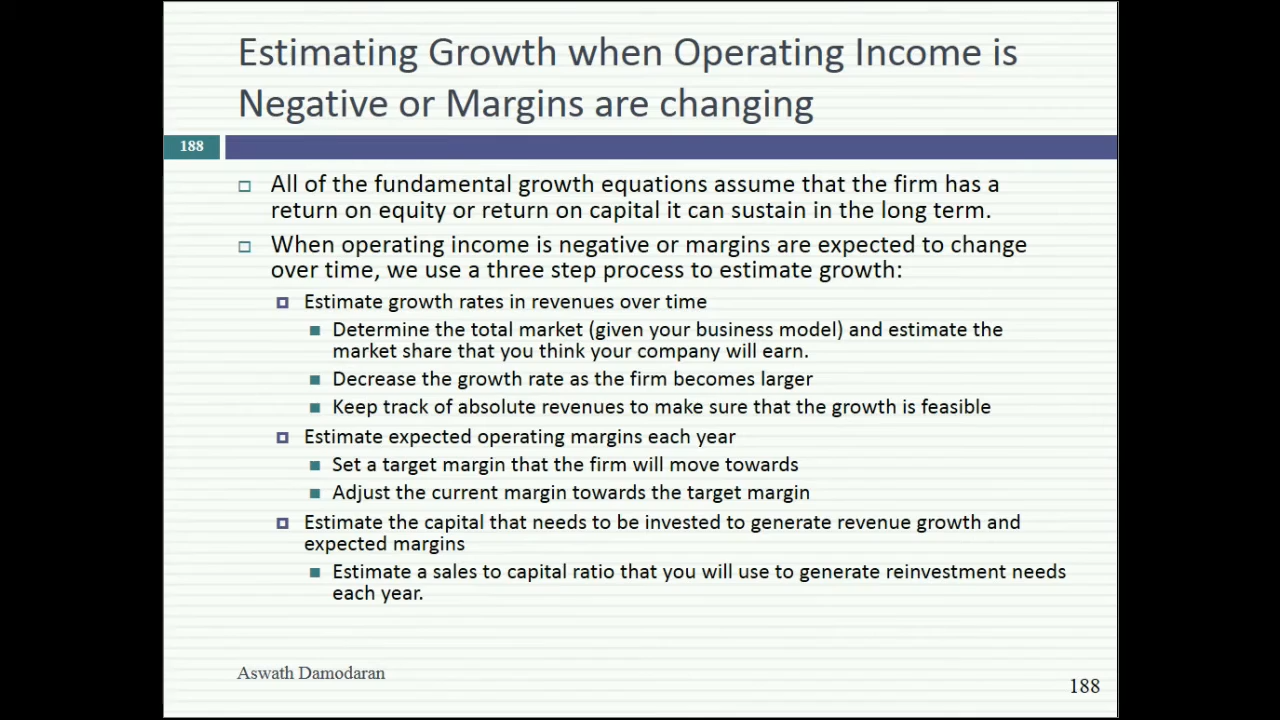 Estimating Growth when Operating Income is
Negative or Margins are changing
188
All of the fundamental growth equations assume that the firm has a
return on equity or return on capital it can sustain in the long term.
When operating income is negative or margins are expected to change
over time, we use a three step process to estimate growth:
Estimate growth rates in revenues over time
Determine the total market (given your business model) and estimate the
market share that you think your company will earn.
Decrease the growth rate as the firm becomes larger
Keep track of absolute revenues to make sure that the growth is feasible
Estimate expected operating margins each year
Set a target margin that the firm will move towards
Adjust the current margin towards the target margin
Estimate the capital that needs to be invested to generate revenue growth and
expected margins
Estimate a sales to capital ratio that you will use to generate reinvestment needs
each year.
Aswath Damodaran
188